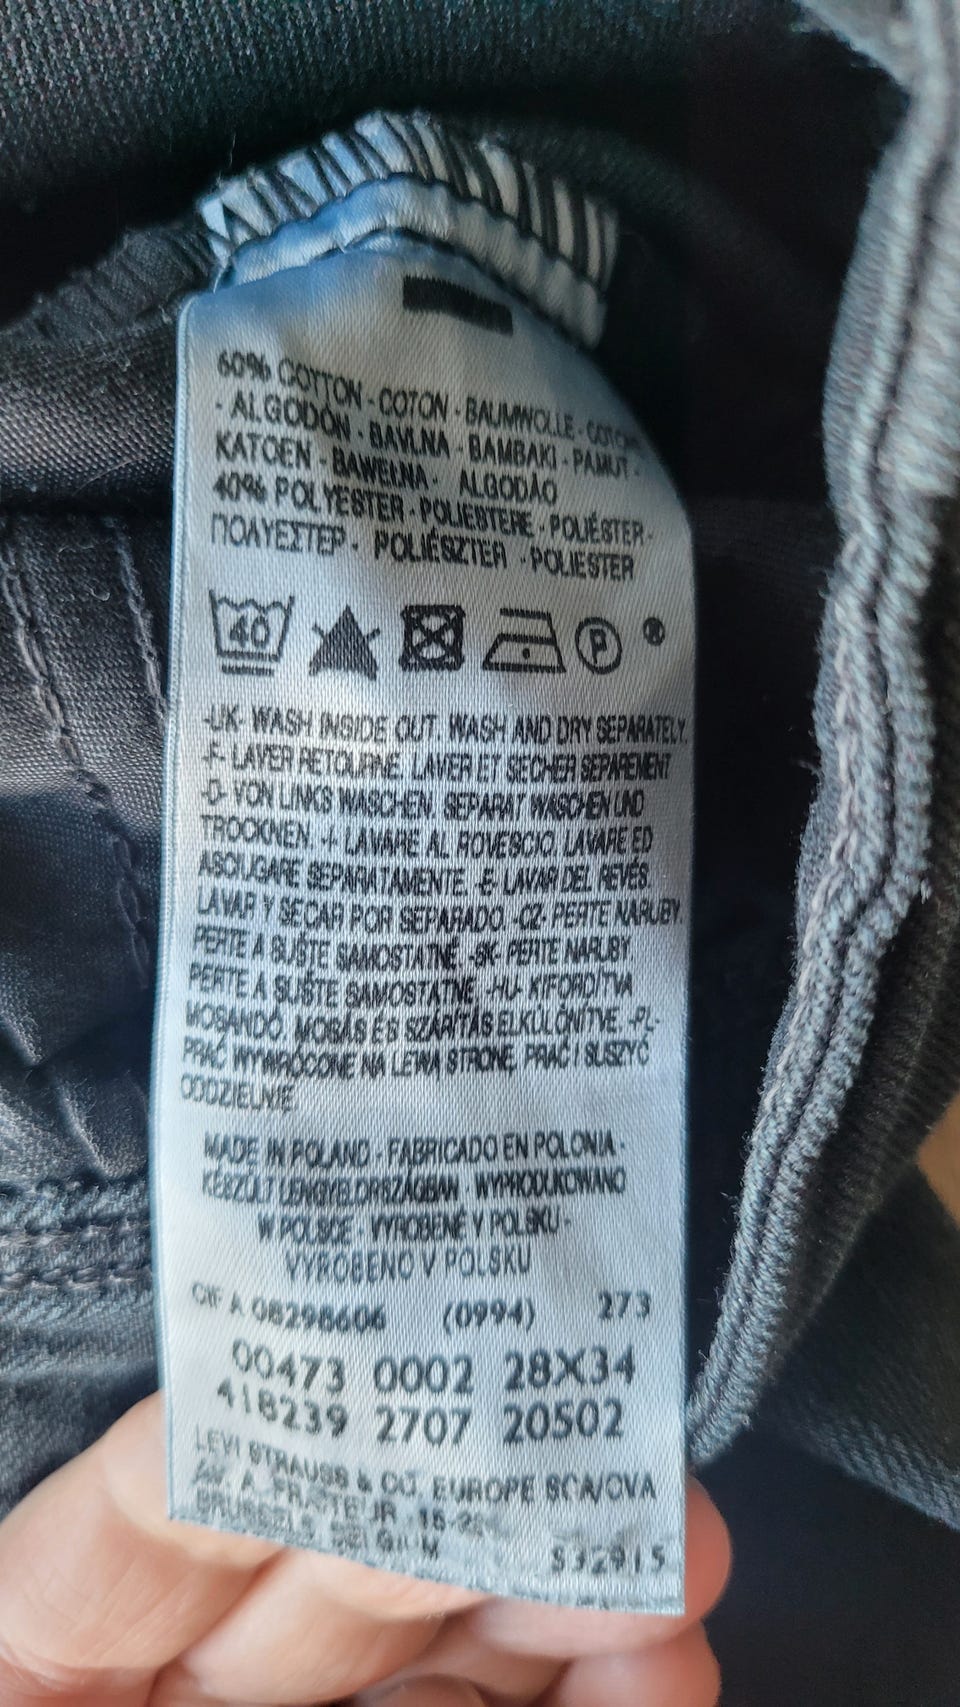 60% COTTON - COTON - BAUMWOLLE - COTONE
- ALGODÓN - BAVLNA - BAMBAKI - PAMUT -
KATOEN - BAWEŁNA - ALGODÃO
40% POLYESTER - POLIESTERE - POLIÉSTER -
ΠΟΛΥΕΣΤΕΡ - POLIÉSZTER - POLIESTER
40 P ®
-UK- WASH INSIDE OUT. WASH AND DRY SEPARATELY.
-F- LAVER RETOURNÉ. LAVER ET SECHER SEPAREMENT
-D- VON LINKS WASCHEN. SEPARAT WASCHEN UND
TROCKNEN. -I- LAVARE AL ROVESCIO. LAVARE ED
ASCIUGARE SEPARATAMENTE. -E- LAVAR DEL REVÉS.
LAVAR Y SECAR POR SEPARADO. -CZ- PERTE NARUBY.
PERTE A SUŠTE SAMOSTATNĚ. -SK- PERTE NARUBY.
PERTE A SUŠTE SAMOSTATNE. -HU- KIFORDÍTVA
MOSANDÓ. MOSÁS ÉS SZÁRÍTÁS ELKÜLÖNÍTVE. -PL-
PRAĆ WYWRÓCONE NA LEWĄ STRONĘ, PRAĆ I SUSZYĆ
ODDZIELNIE
MADE IN POLAND - FABRICADO EN POLONIA -
KÉSZÜLT LENGYELORSZÁGBAN - WYPRODUKOWANO
W POLSCE - VYROBENÉ V POĽSKU -
VYROBENO V POLSKU
CIF A 08298606 (0994) 273
00473 0002 28X34
418239 2707 20502
LEVI STRAUSS & CO. EUROPE SCA/CVA
AV. A. FRAITEUR 15-23
BRUSSELS, BELGIUM S32915